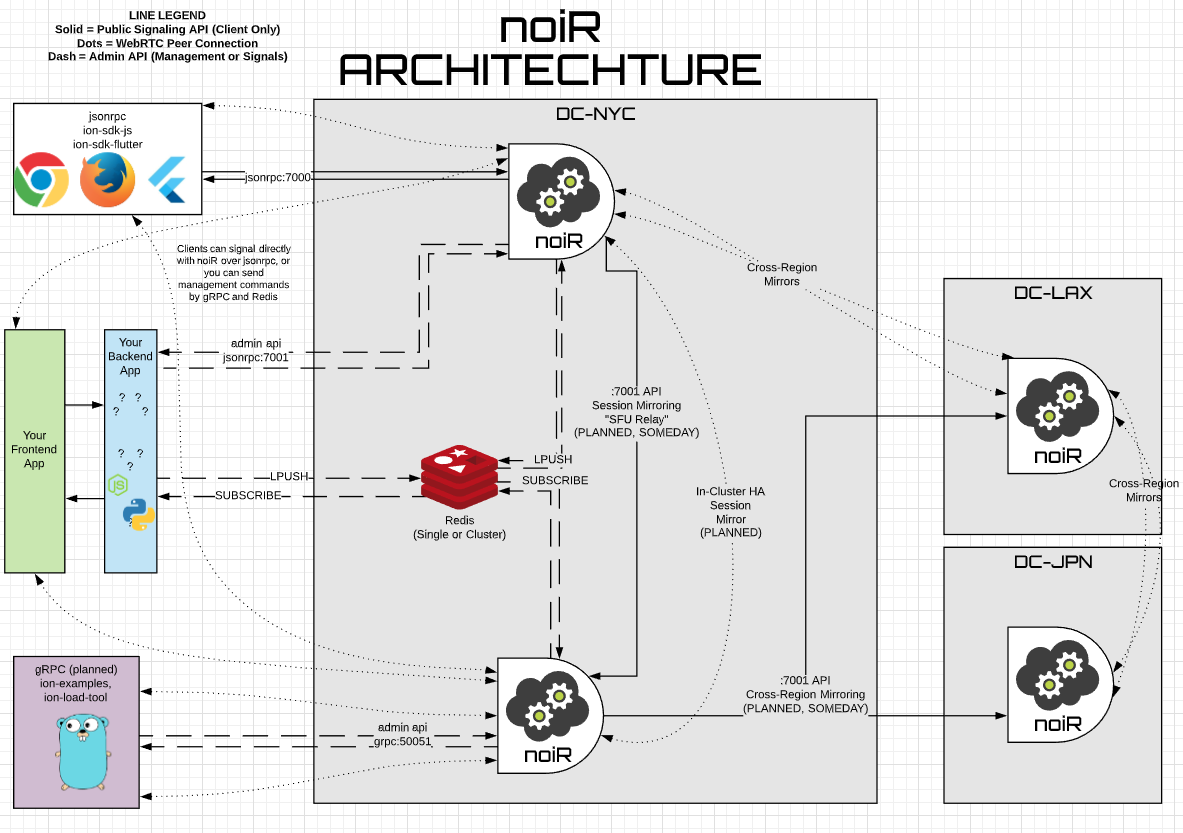 LINE LEGEND
Solid = Public Signaling API (Client Only)
Dots = WebRTC Peer Connection
Dash = Admin API (Management or Signals)
noiR
ARCHITECHTURE
jsonrpc
ion-sdk-js
ion-sdk-flutter
DC-NYC
jsonrpc:7000
noiR
Clients can signal directly
with noiR over jsonrpc, or
you can send
management commands
by gRPC and Redis
Cross-Region
Mirrors
DC-LAX
noiR
Your
Frontend
App
Your
Backend
App
? ?
? ?
? ?
?
JS
?
admin api
jsonrpc:7001
:7001 API
Session Mirroring
"SFU Relay"
(PLANNED, SOMEDAY)
LPUSH
SUBSCRIBE
LPUSH
SUBSCRIBE
Redis
(Single or Cluster)
In-Cluster HA
Session
Mirror
(PLANNED)
Cross-Region
Mirrors
DC-JPN
noiR
gRPC (planned)
ion-examples,
ion-load-tool
admin api
grpc:50051
noiR
:7001 API
Cross-Region Mirroring
(PLANNED, SOMEDAY)